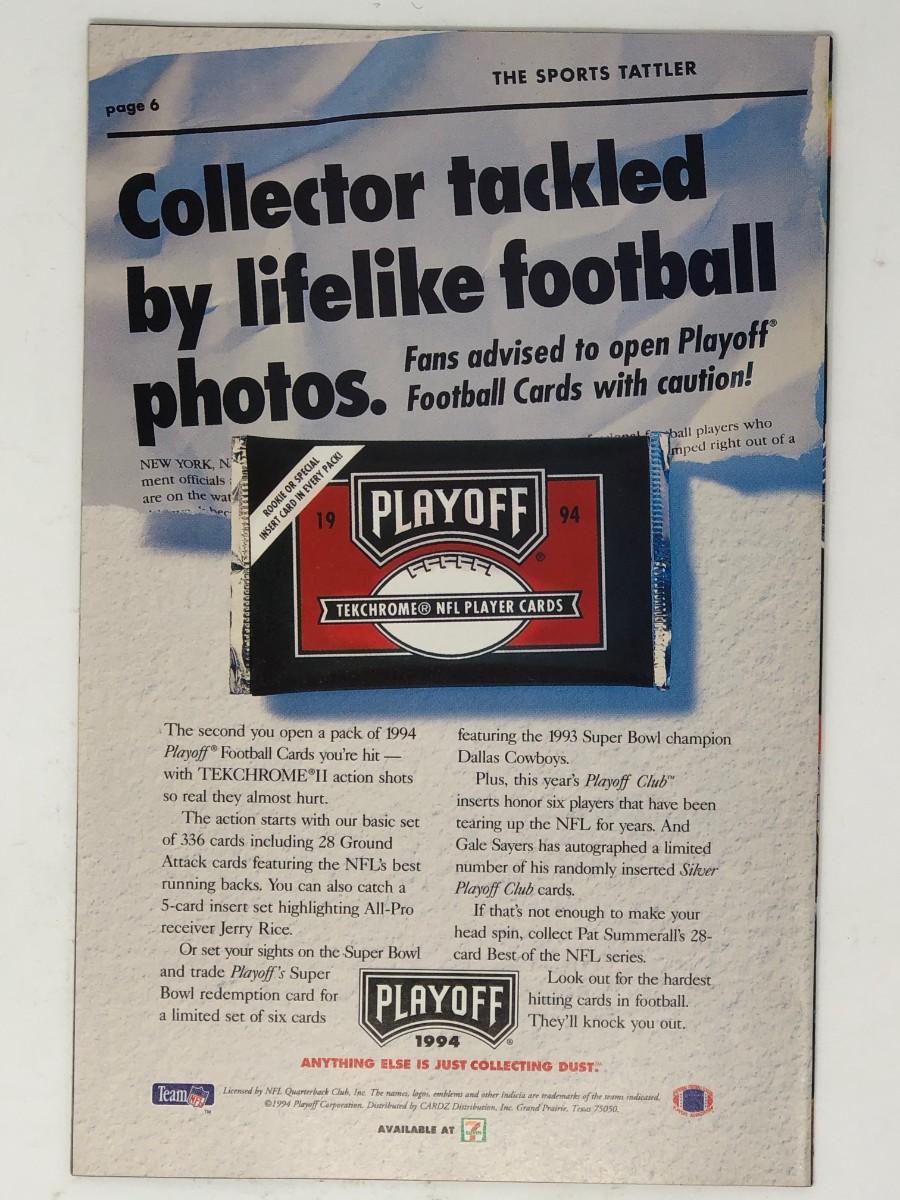 page 6
THE SPORTS TATTLER
Collector tackled
by lifelike football
photos.
Fans advised to open Playoff®
Football Cards with caution!
ball players who
mped right out of a
NEW YORK, N
ment officials
are on the wat
ROOKIE OR SPECIAL
INSERT CARD IN EVERY PACK!
19 PLAYOFF 94
®
TEKCHROME® NFL PLAYER CARDS
The second you open a pack of 1994
Playoff® Football Cards you're hit —
with TEKCHROME®II action shots
so real they almost hurt.
The action starts with our basic set
of 336 cards including 28 Ground
Attack cards featuring the NFL's best
running backs. You can also catch a
5-card insert set highlighting All-Pro
receiver Jerry Rice.
Or set your sights on the Super Bowl
and trade Playoff's Super
Bowl redemption card for
a limited set of six cards
featuring the 1993 Super Bowl champion
Dallas Cowboys.
Plus, this year's Playoff Club™
inserts honor six players that have been
tearing up the NFL for years. And
Gale Sayers has autographed a limited
number of his randomly inserted Silver
Playoff Club cards.
If that's not enough to make your
head spin, collect Pat Summerall's 28-
card Best of the NFL series.
Look out for the hardest
hitting cards in football.
They'll knock you out.
PLAYOFF
1994 ®
ANYTHING ELSE IS JUST COLLECTING DUST.™
Team NFL ™
Licensed by NFL Quarterback Club, Inc. The names, logos, emblems and other indicia are trademarks of the teams indicated.
©1994 Playoff Corporation. Distributed by CARDZ Distribution, Inc. Grand Prairie, Texas 75050.
AVAILABLE AT 7 ELEVEN